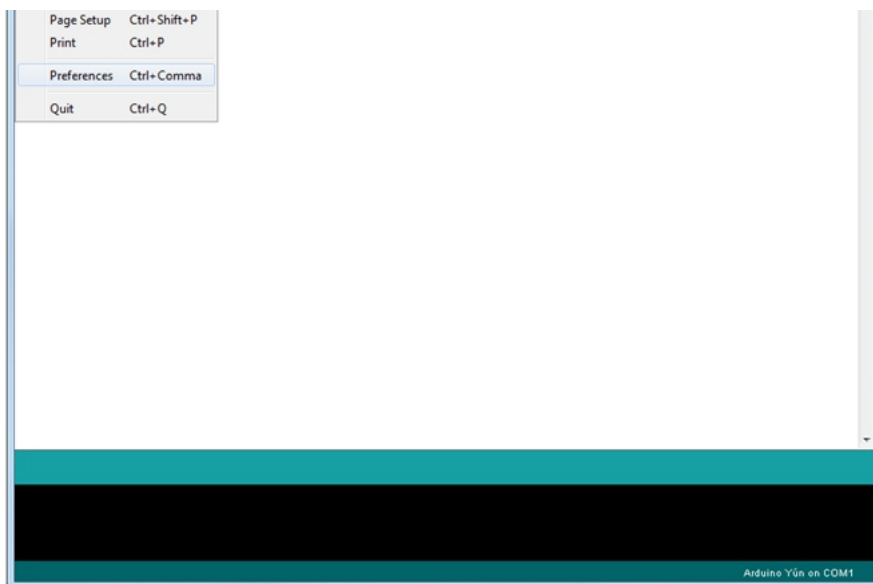 Page Setup Ctrl+Shift+P
Print Ctrl+P
Preferences Ctrl+Comma
Quit Ctrl+Q
Arduino Yún on COM1